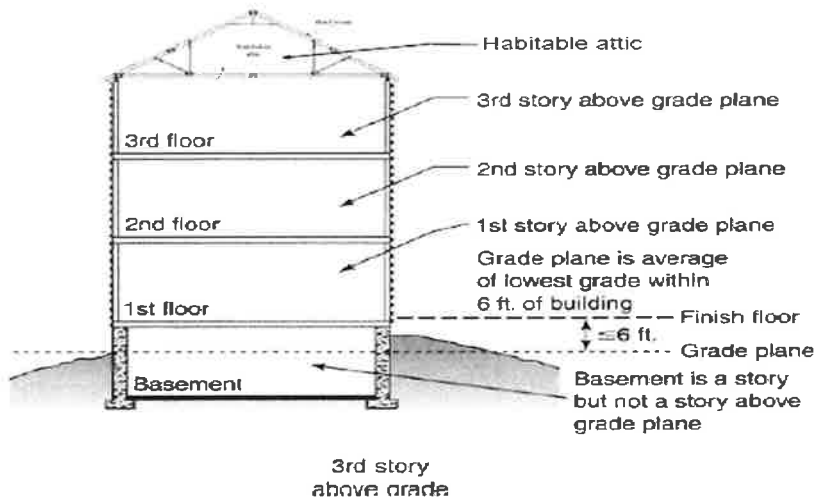 Habitable attic
3rd story above grade plane
3rd floor
2nd story above grade plane
2nd floor
1st story above grade plane
Grade plane is average
of lowest grade within
6 ft. of building
1st floor
Finish floor
≤6 ft.
Grade plane
Basement
Basement is a story
but not a story above
grade plane
3rd story
above grade